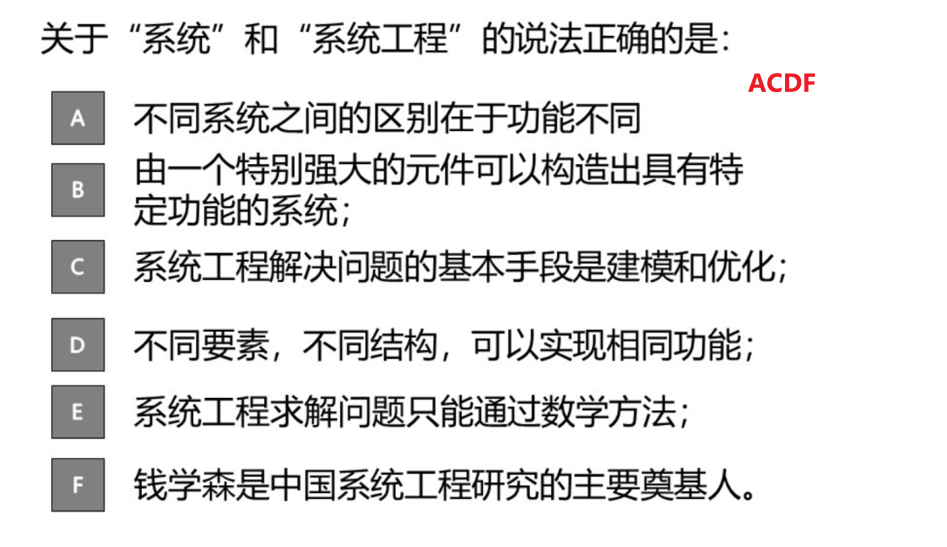 关于“系统”和“系统工程”的说法正确的是：
ACDF
A 不同系统之间的区别在于功能不同
B 由一个特别强大的元件可以构造出具有特
定功能的系统；
C 系统工程解决问题的基本手段是建模和优化；
D 不同要素，不同结构，可以实现相同功能；
E 系统工程求解问题只能通过数学方法；
F 钱学森是中国系统工程研究的主要奠基人。